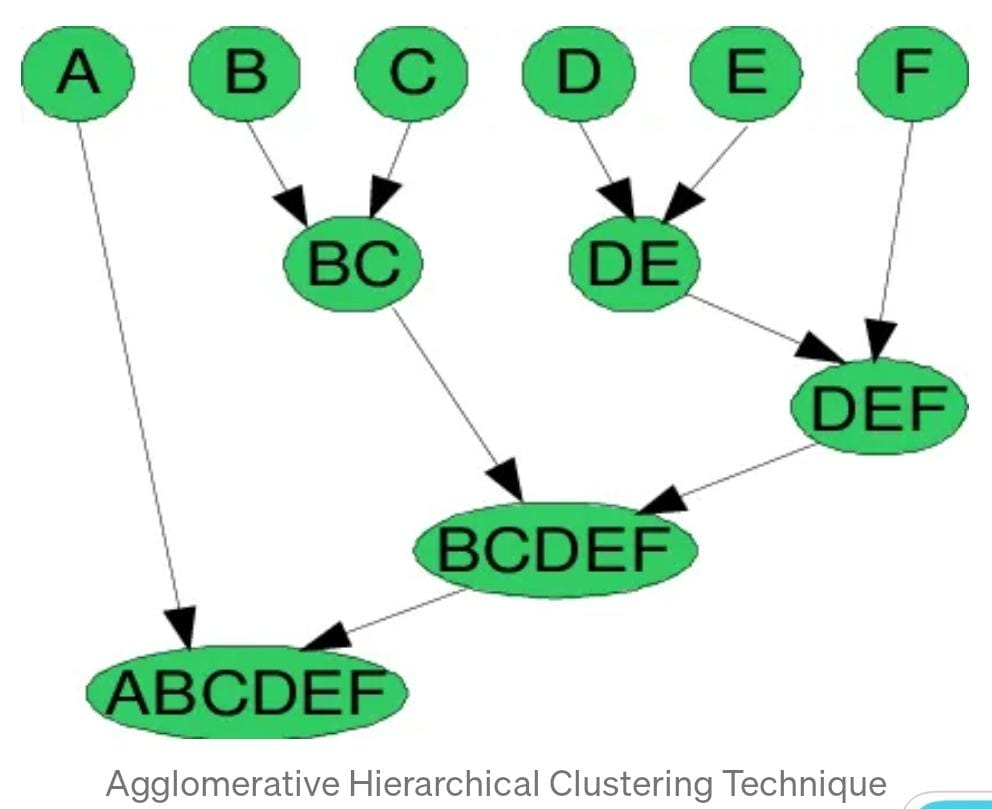 A B C D E F
BC DE
DEF
BCDEF
ABCDEF
Agglomerative Hierarchical Clustering Technique